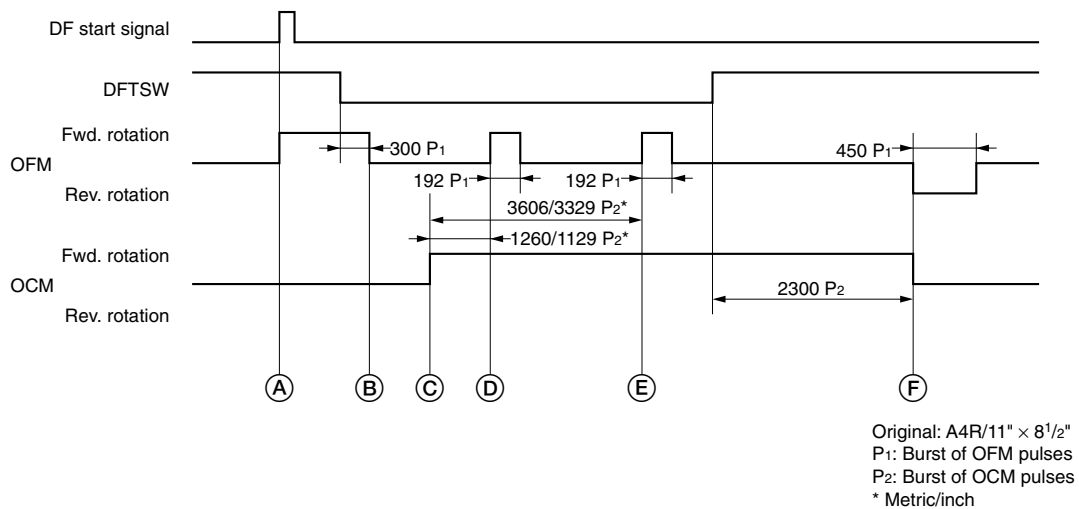 DF start signal
DFTSW
Fwd. rotation
OFM
Rev. rotation
300 P1
450 P1
192 P1
192 P1
3606/3329 P2*
1260/1129 P2*
Fwd. rotation
OCM
Rev. rotation
2300 P2
A B C D E F
Original: A4R/11" × 8 1/2"
P1: Burst of OFM pulses
P2: Burst of OCM pulses
* Metric/inch